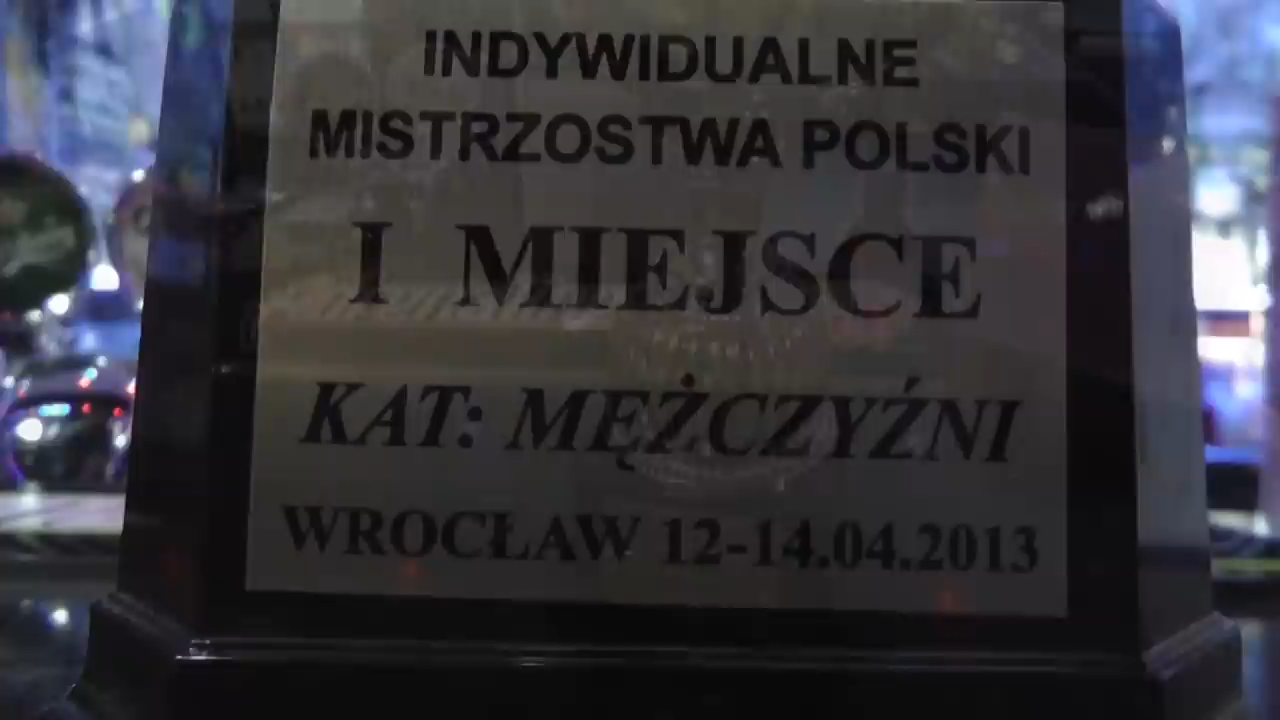 INDYWIDUALNE
MISTRZOSTWA POLSKI
I MIEJSCE
KAT: MĘŻCZYŹNI
WROCŁAW 12-14.04.2013